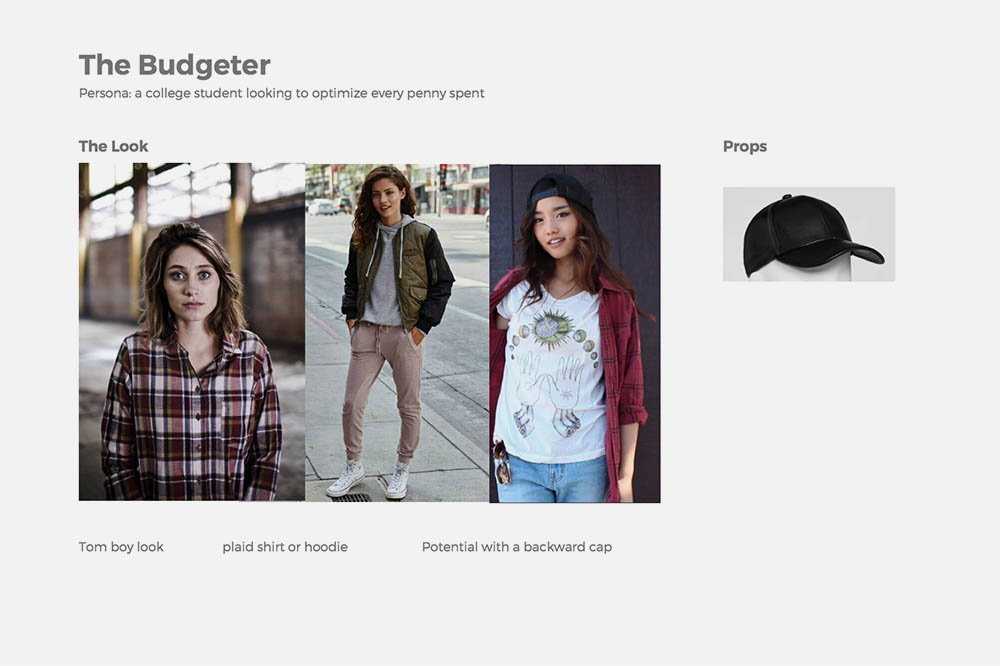 The Budgeter
Persona: a college student looking to optimize every penny spent
The Look
Props
Tom boy look
plaid shirt or hoodie
Potential with a backward cap